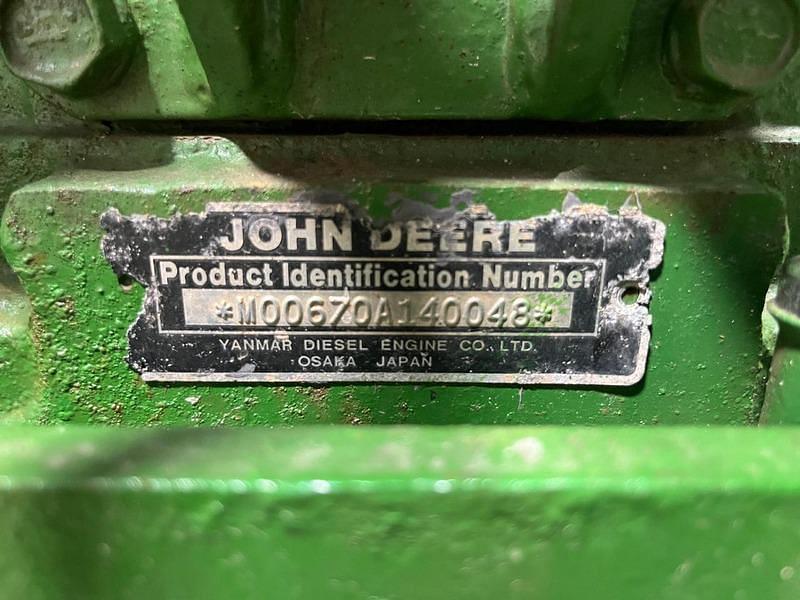 JOHN DEERE
Product Identification Number
*M00670A140048*
YANMAR DIESEL ENGINE CO., LTD.
OSAKA JAPAN